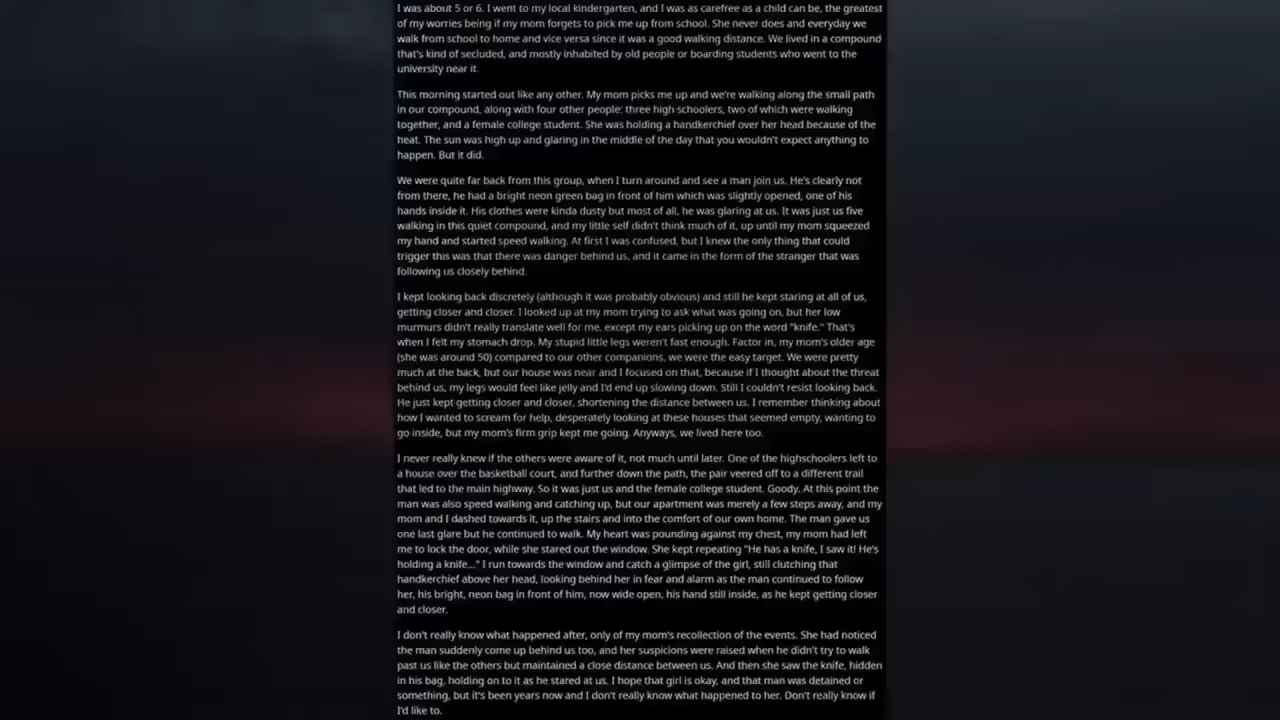 I was about 5 or 6. I went to my local kindergarten, and I was as carefree as a child can be, the greatest
of my worries being if my mom forgets to pick me up from school. She never does and everyday we
walk from school to home and vice versa since it was a good walking distance. We lived in a compound
that's kind of secluded, and mostly inhabited by old people or boarding students who went to the
university near it.
This morning started out like any other. My mom picks me up and we're walking along the small path
in our compound, along with four other people: three high schoolers, two of which were walking
together, and a female college student. She was holding a handkerchief over her head because of the
heat. The sun was high up and glaring in the middle of the day that you wouldn't expect anything to
happen. But it did.
We were quite far back from this group, when I turn around and see a man join us. He's clearly not
from there, he had a bright neon green bag in front of him which was slightly opened, one of his
hands inside it. His clothes were kinda dusty but most of all, he was glaring at us. It was just us five
walking in this quiet compound, and my little self didn't think much of it, up until my mom squeezed
my hand and started speed walking. At first I was confused, but I knew the only thing that could
trigger this was that there was danger behind us, and it came in the form of the stranger that was
following us closely behind.
I kept looking back discretely (although it was probably obvious) and still he kept staring at all of us,
getting closer and closer. I looked up at my mom trying to ask what was going on, but her low
murmurs didn't really translate well for me, except my ears picking up on the word "knife." That's
when I felt my stomach drop. My stupid little legs weren't fast enough. Factor in, my mom's older age
(she was around 50) compared to our other companions, we were the easy target. We were pretty
much at the back, but our house was near and I focused on that, because if I thought about the threat
behind us, my legs would feel like jelly and I'd end up slowing down. Still I couldn't resist looking back.
He just kept getting closer and closer, shortening the distance between us. I remember thinking about
how I wanted to scream for help, desperately looking at these houses that seemed empty, wanting to
go inside, but my mom's firm grip kept me going. Anyways, we lived here too.
I never really knew if the others were aware of it, not much until later. One of the highschoolers left to
a house over the basketball court, and further down the path, the pair veered off to a different trail
that led to the main highway. So it was just us and the female college student. Goody. At this point the
man was also speed walking and catching up, but our apartment was merely a few steps away, and my
mom and I dashed towards it, up the stairs and into the comfort of our own home. The man gave us
one last glare but he continued to walk. My heart was pounding against my chest, my mom had left
me to lock the door, while she stared out the window. She kept repeating "He has a knife, I saw it! He's
holding a knife..." I run towards the window and catch a glimpse of the girl, still clutching that
handkerchief above her head, looking behind her in fear and alarm as the man continued to follow
her, his bright, neon bag in front of him, now wide open, his hand still inside, as he kept getting closer
and closer.
I don't really know what happened after, only of my mom's recollection of the events. She had noticed
the man suddenly come up behind us too, and her suspicions were raised when he didn't try to walk
past us like the others but maintained a close distance between us. And then she saw the knife, hidden
in his bag, holding on to it as he stared at us. I hope that girl is okay, and that man was detained or
something, but it's been years now and I don't really know what happened to her. Don't really know if
I'd like to.